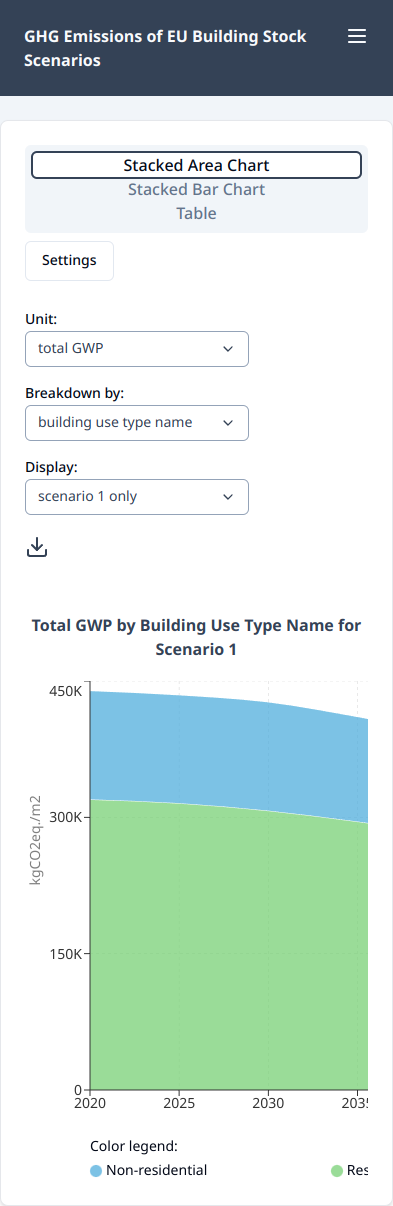 GHG Emissions of EU Building Stock
Scenarios
Stacked Area Chart
Stacked Bar Chart
Table
Settings
Unit:
total GWP
Breakdown by:
building use type name
Display:
scenario 1 only
Total GWP by Building Use Type Name for
Scenario 1
450K
300K
150K
0
kgCO2eq./m2
2020 2025 2030
Color legend:
Non-residential